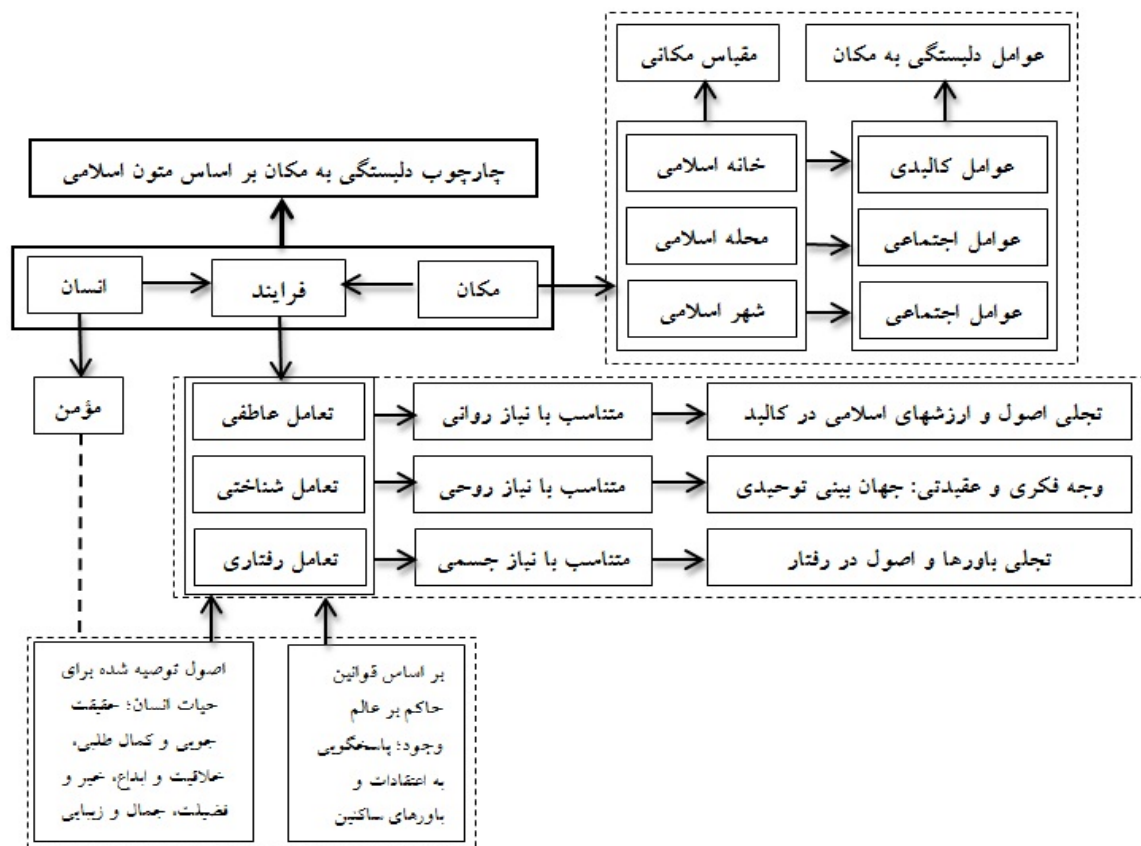 عوامل دلبستگی به مکان
مقیاس مکانی
چارچوب دلبستگی به مکان بر اساس متون اسلامی
خانه اسلامی
عوامل کالبدی
محله اسلامی
عوامل اجتماعی
شهر اسلامی
عوامل اجتماعی
مکان
فرایند
انسان
مؤمن
تعامل عاطفی
متناسب با نیاز روانی
تجلی اصول و ارزشهای اسلامی در کالبد
تعامل شناختی
متناسب با نیاز روحی
وجه فکری و عقیدتی: جهان بینی توحیدی
تعامل رفتاری
متناسب با نیاز جسمی
تجلی باورها و اصول در رفتار
بر اساس قوانین
حاکم بر عالم
وجود؛ پاسخگویی
به اعتقادات و
باورهای ساکنین
اصول توصیه شده برای
حیات انسان؛ حقیقت
جویی و کمال طلبی،
خلاقیت و ابداع، خیر و
فضیلت، جمال و زیبایی